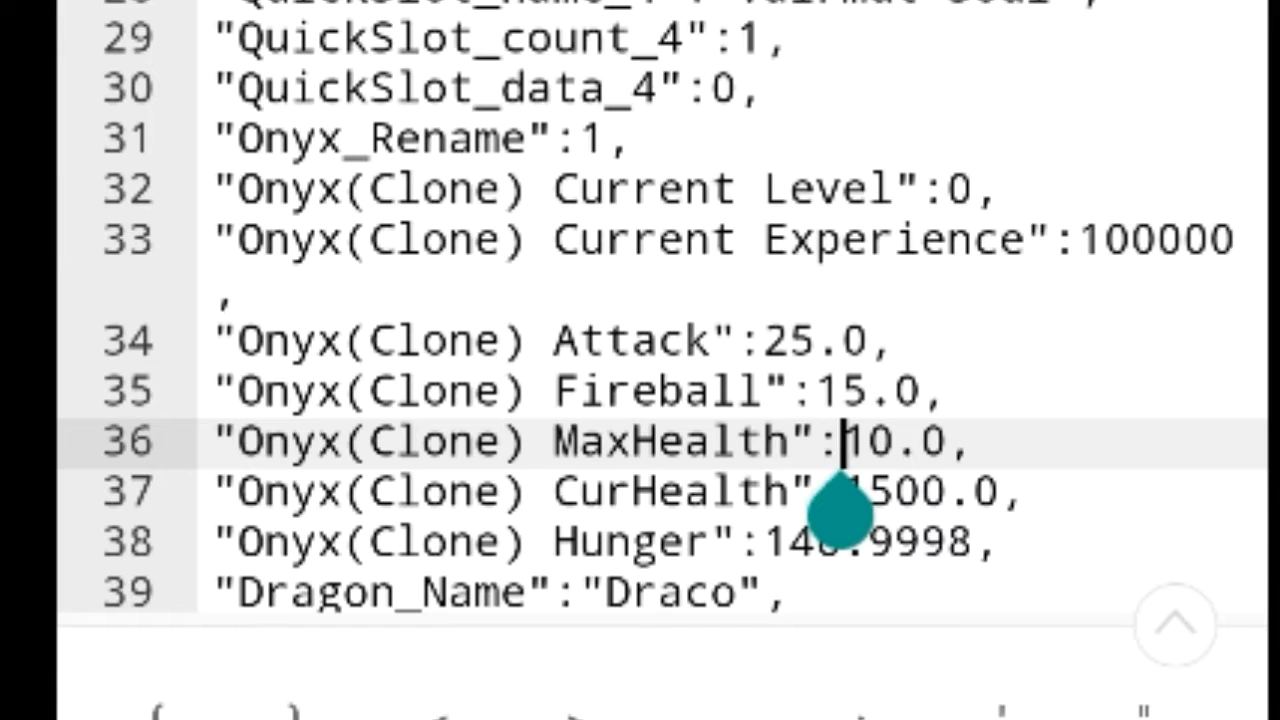 29 "QuickSlot_count_4":1,
30 "QuickSlot_data_4":0,
31 "Onyx_Rename":1,
32 "Onyx(Clone) Current Level":0,
33 "Onyx(Clone) Current Experience":100000
,
34 "Onyx(Clone) Attack":25.0,
35 "Onyx(Clone) Fireball":15.0,
36 "Onyx(Clone) MaxHealth":10.0,
37 "Onyx(Clone) CurHealth" 1500.0,
38 "Onyx(Clone) Hunger":
39 "Dragon_Name":"Draco",